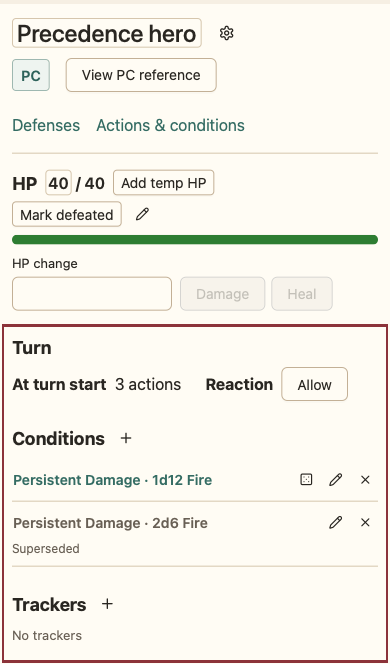 Precedence hero
PC View PC reference
Defenses Actions & conditions
HP 40 / 40 Add temp HP
Mark defeated
HP change
Damage Heal
Turn
At turn start 3 actions Reaction Allow
Conditions +
Persistent Damage · 1d12 Fire
Persistent Damage · 2d6 Fire
Superseded
Trackers +
No trackers